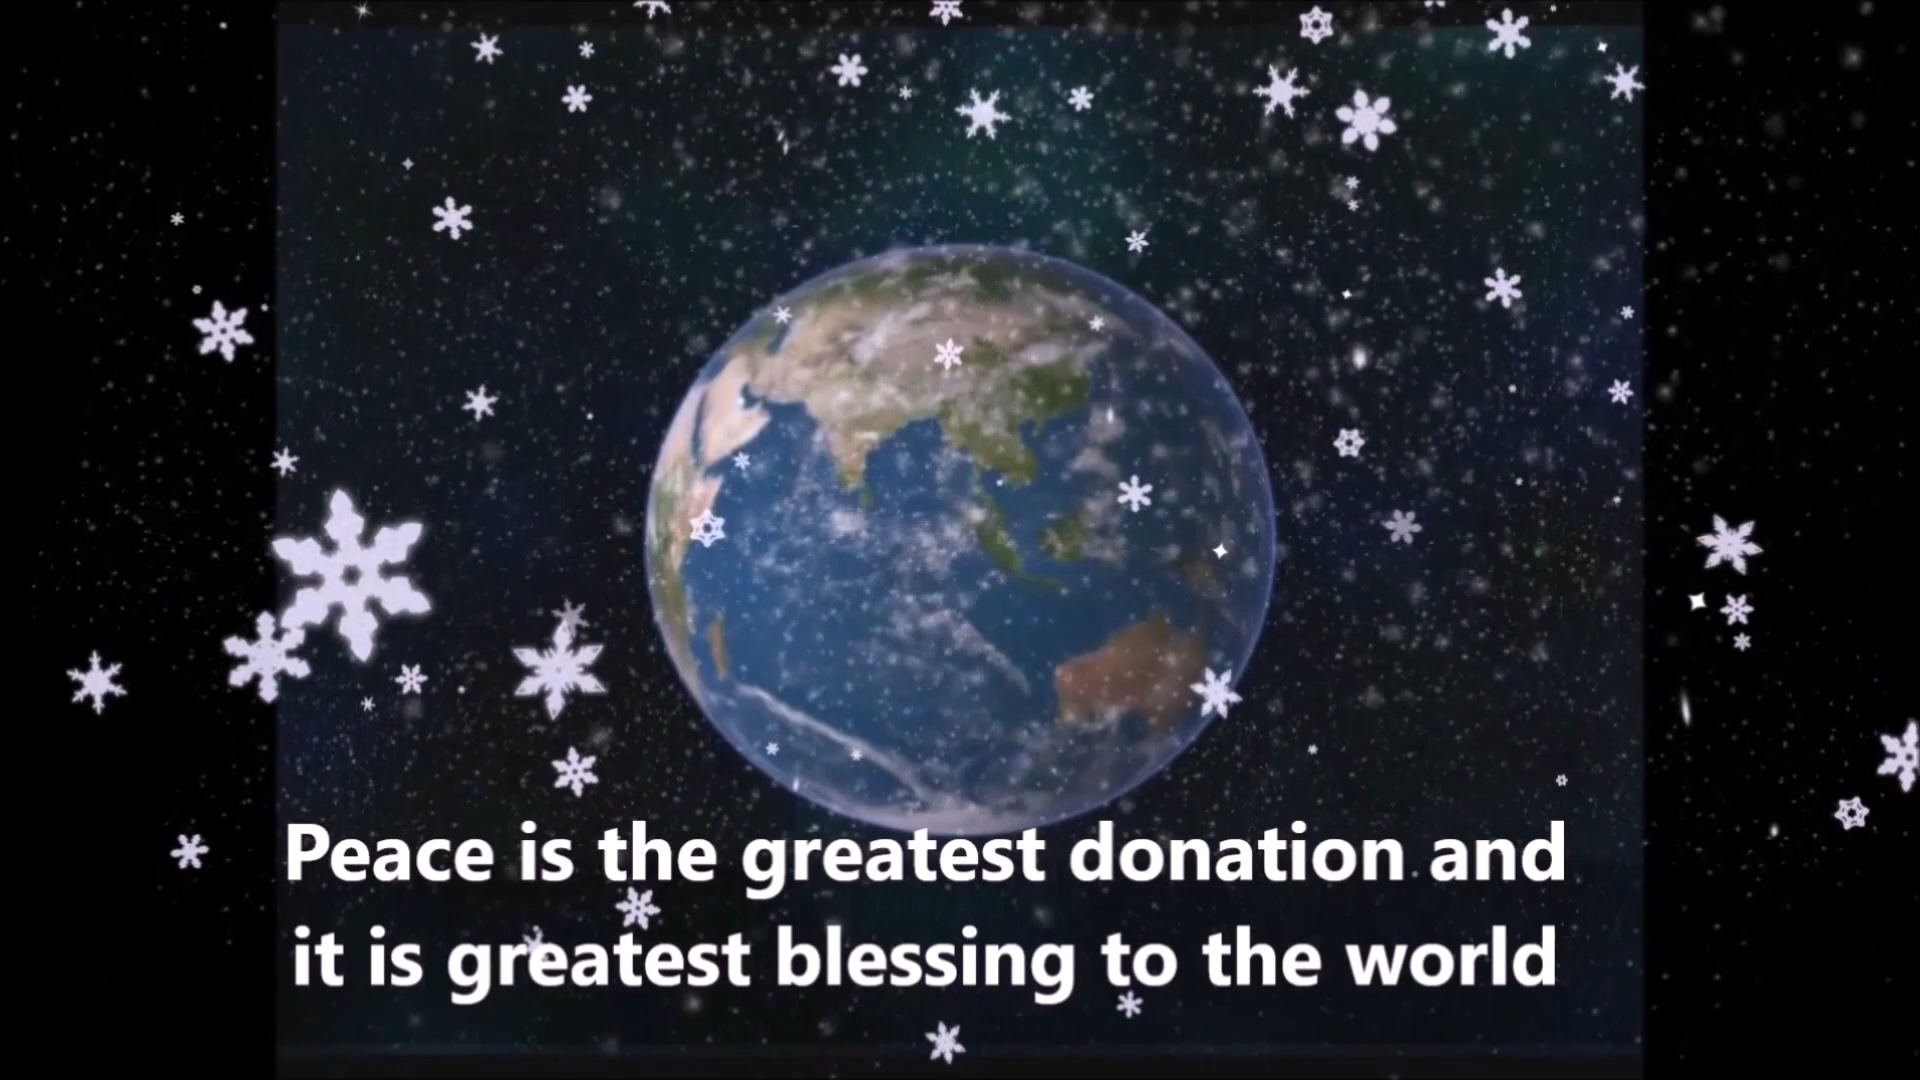 Peace is the greatest donation and
it is greatest blessing to the world